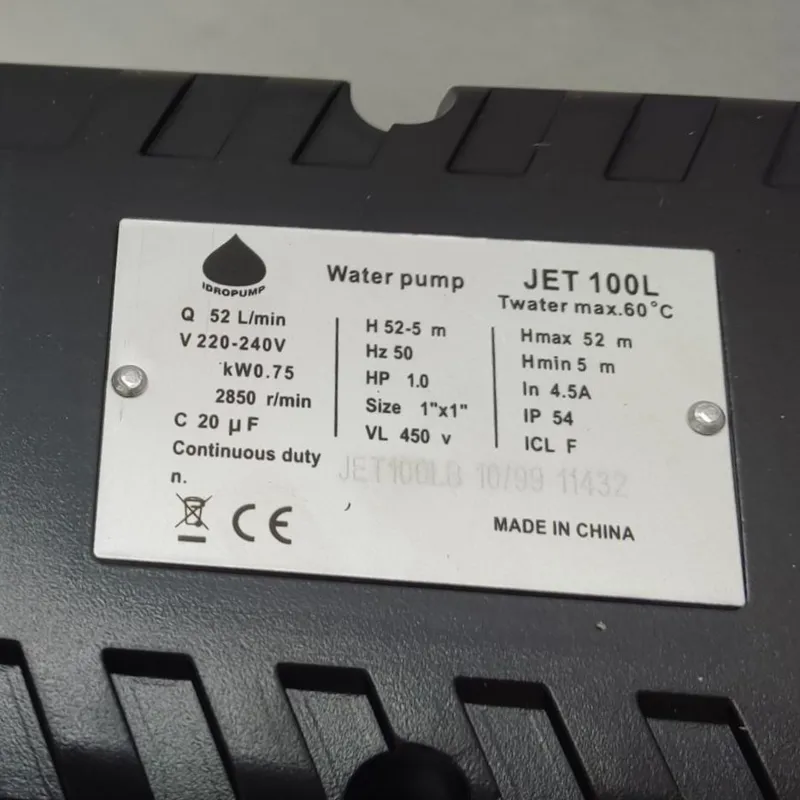 IDROPUMP
Water pump
JET 100L
Twater max.60°C
Q 52 L/min
V 220-240V
kW0.75
2850 r/min
C 20 µF
Continuous duty
n.
H 52-5 m
Hz 50
HP 1.0
Size 1"x1"
VL 450 v
Hmax 52 m
Hmin 5 m
In 4.5A
IP 54
ICL F
JET100LB 10/99 11432
CE
MADE IN CHINA